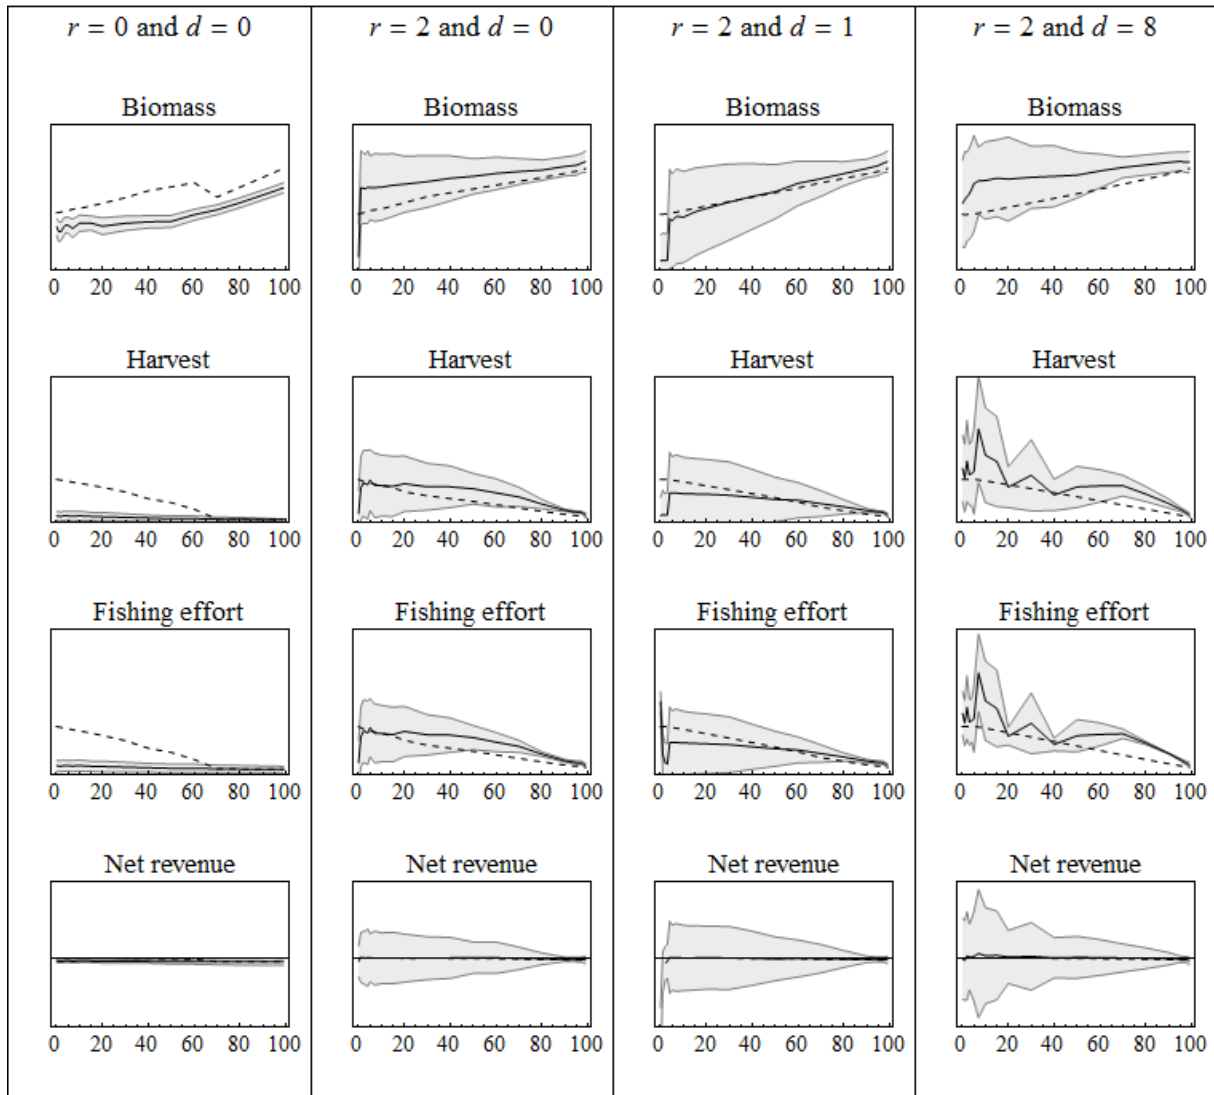 r = 0 and d = 0
r = 2 and d = 0
r = 2 and d = 1
r = 2 and d = 8
Biomass
Biomass
Biomass
Biomass
0 20 40 60 80 100
0 20 40 60 80 100
0 20 40 60 80 100
0 20 40 60 80 100
Harvest
Harvest
Harvest
Harvest
0 20 40 60 80 100
0 20 40 60 80 100
0 20 40 60 80 100
0 20 40 60 80 100
Fishing effort
Fishing effort
Fishing effort
Fishing effort
0 20 40 60 80 100
0 20 40 60 80 100
0 20 40 60 80 100
0 20 40 60 80 100
Net revenue
Net revenue
Net revenue
Net revenue
0 20 40 60 80 100
0 20 40 60 80 100
0 20 40 60 80 100
0 20 40 60 80 100